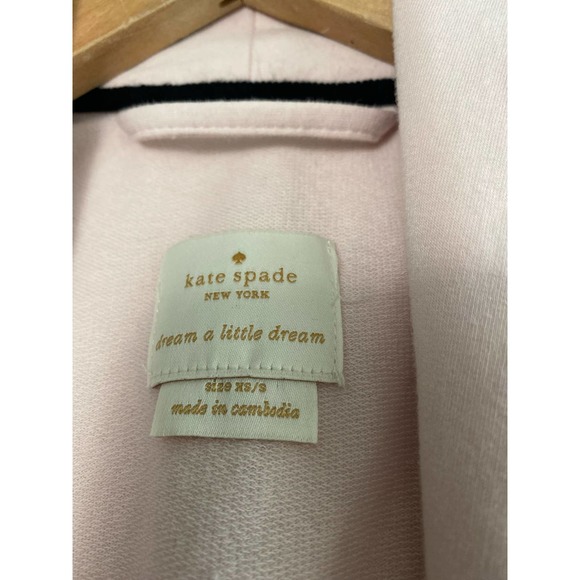 kate spade
NEW YORK
dream a little dream
size xs/s
made in cambodia